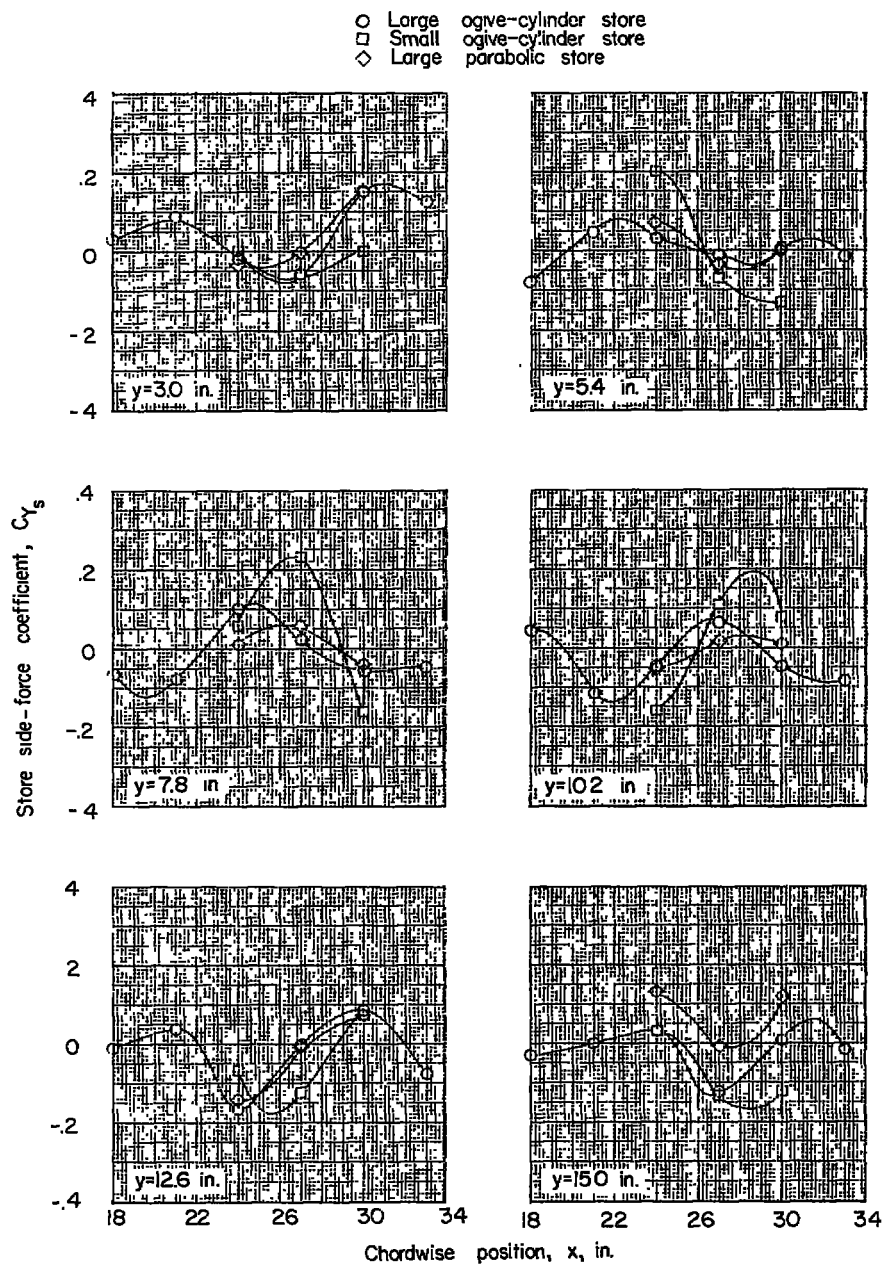 ○ Large ogive-cylinder store
□ Small ogive-cylinder store
◇ Large parabolic store
4
.2
0
-.2
-.4
y=3.0 in.
y=5.4 in.
Store side-force coefficient, C_Ys
.4
.2
0
-.2
-.4
y=7.8 in
y=10.2 in
4
2
0
-.2
-.4
y=12.6 in.
y=150 in.
18 22 26 30 34
18 22 26 30 34
Chordwise position, x, in.